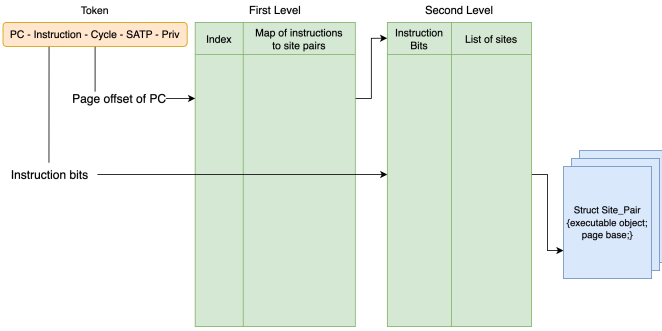 Token
First Level
Second Level
PC - Instruction - Cycle - SATP - Priv
Index
Map of instructions
to site pairs
Instruction
Bits
List of sites
Page offset of PC
Instruction bits
Struct Site_Pair
{executable object;
page base;}